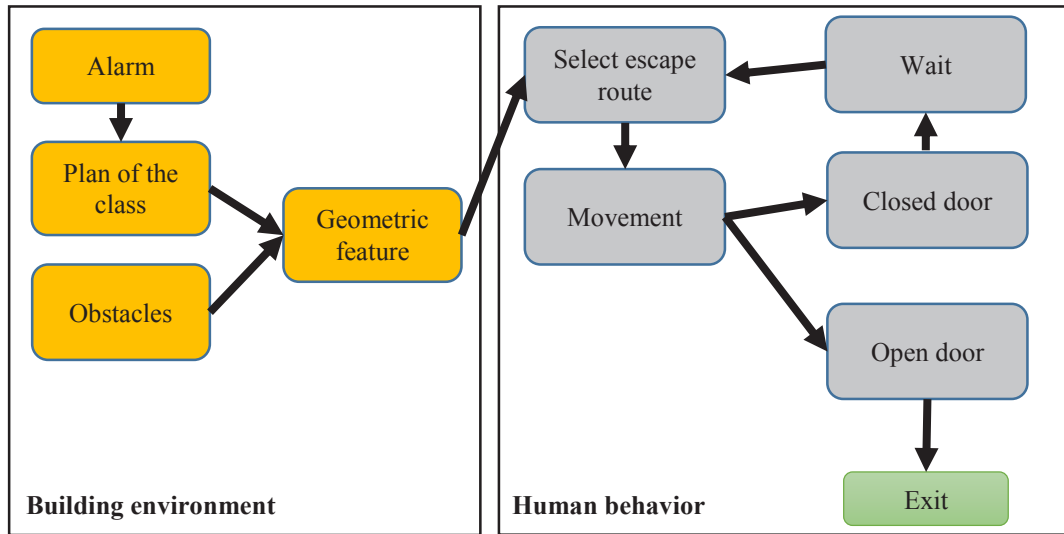 Alarm
Plan of the
class
Obstacles
Geometric
feature
Building environment
Select escape
route
Wait
Movement
Closed door
Open door
Exit
Human behavior